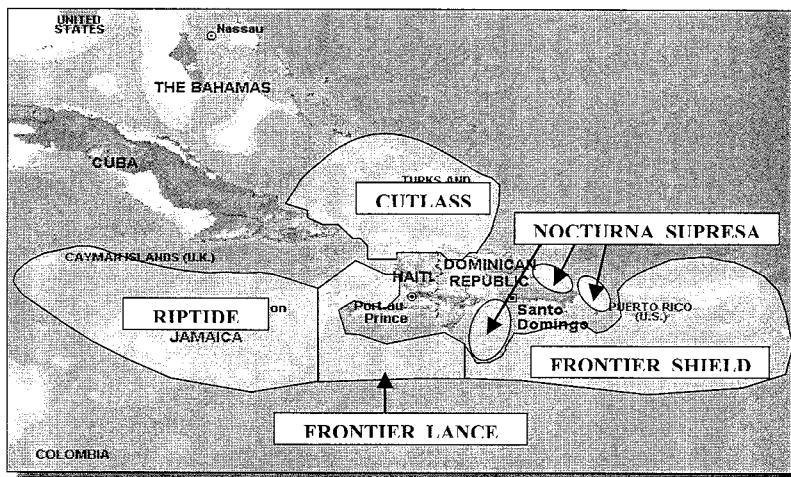 UNITED
STATES
Nassau
THE BAHAMAS
CUBA
TURKS AND
CUTLASS
NOCTURNA SUPRESA
CAYMAN ISLANDS (U.K.)
HAITI
DOMINICAN
REPUBLIC
RIPTIDE
on
JAMAICA
Port-au
Prince
Santo
Domingo
PUERTO RICO
(U.S.)
FRONTIER SHIELD
FRONTIER LANCE
COLOMBIA